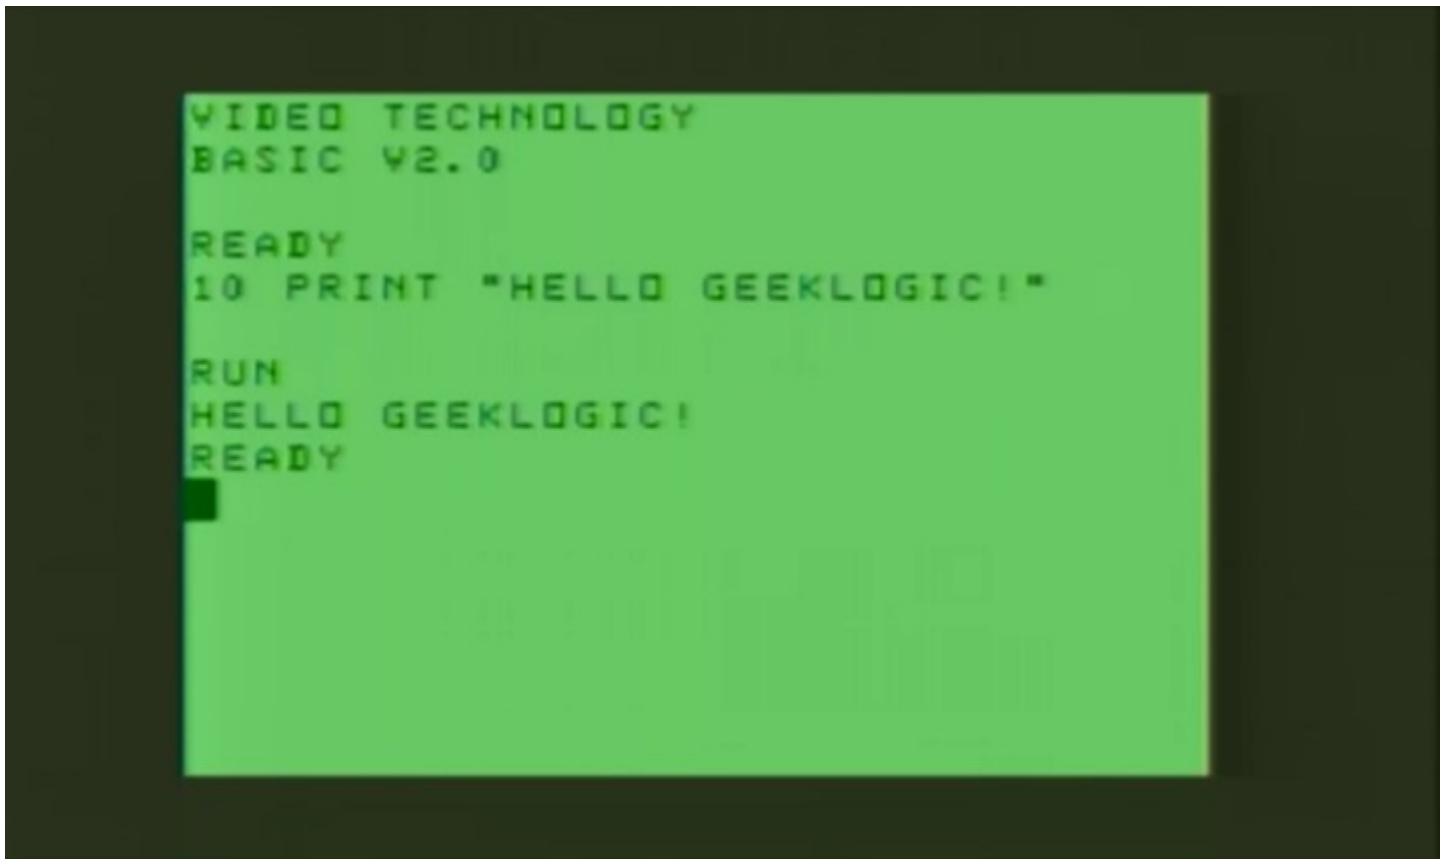 VIDEO TECHNOLOGY
BASIC V2.0
READY
10 PRINT "HELLO GEEKLOGIC!"
RUN
HELLO GEEKLOGIC!
READY